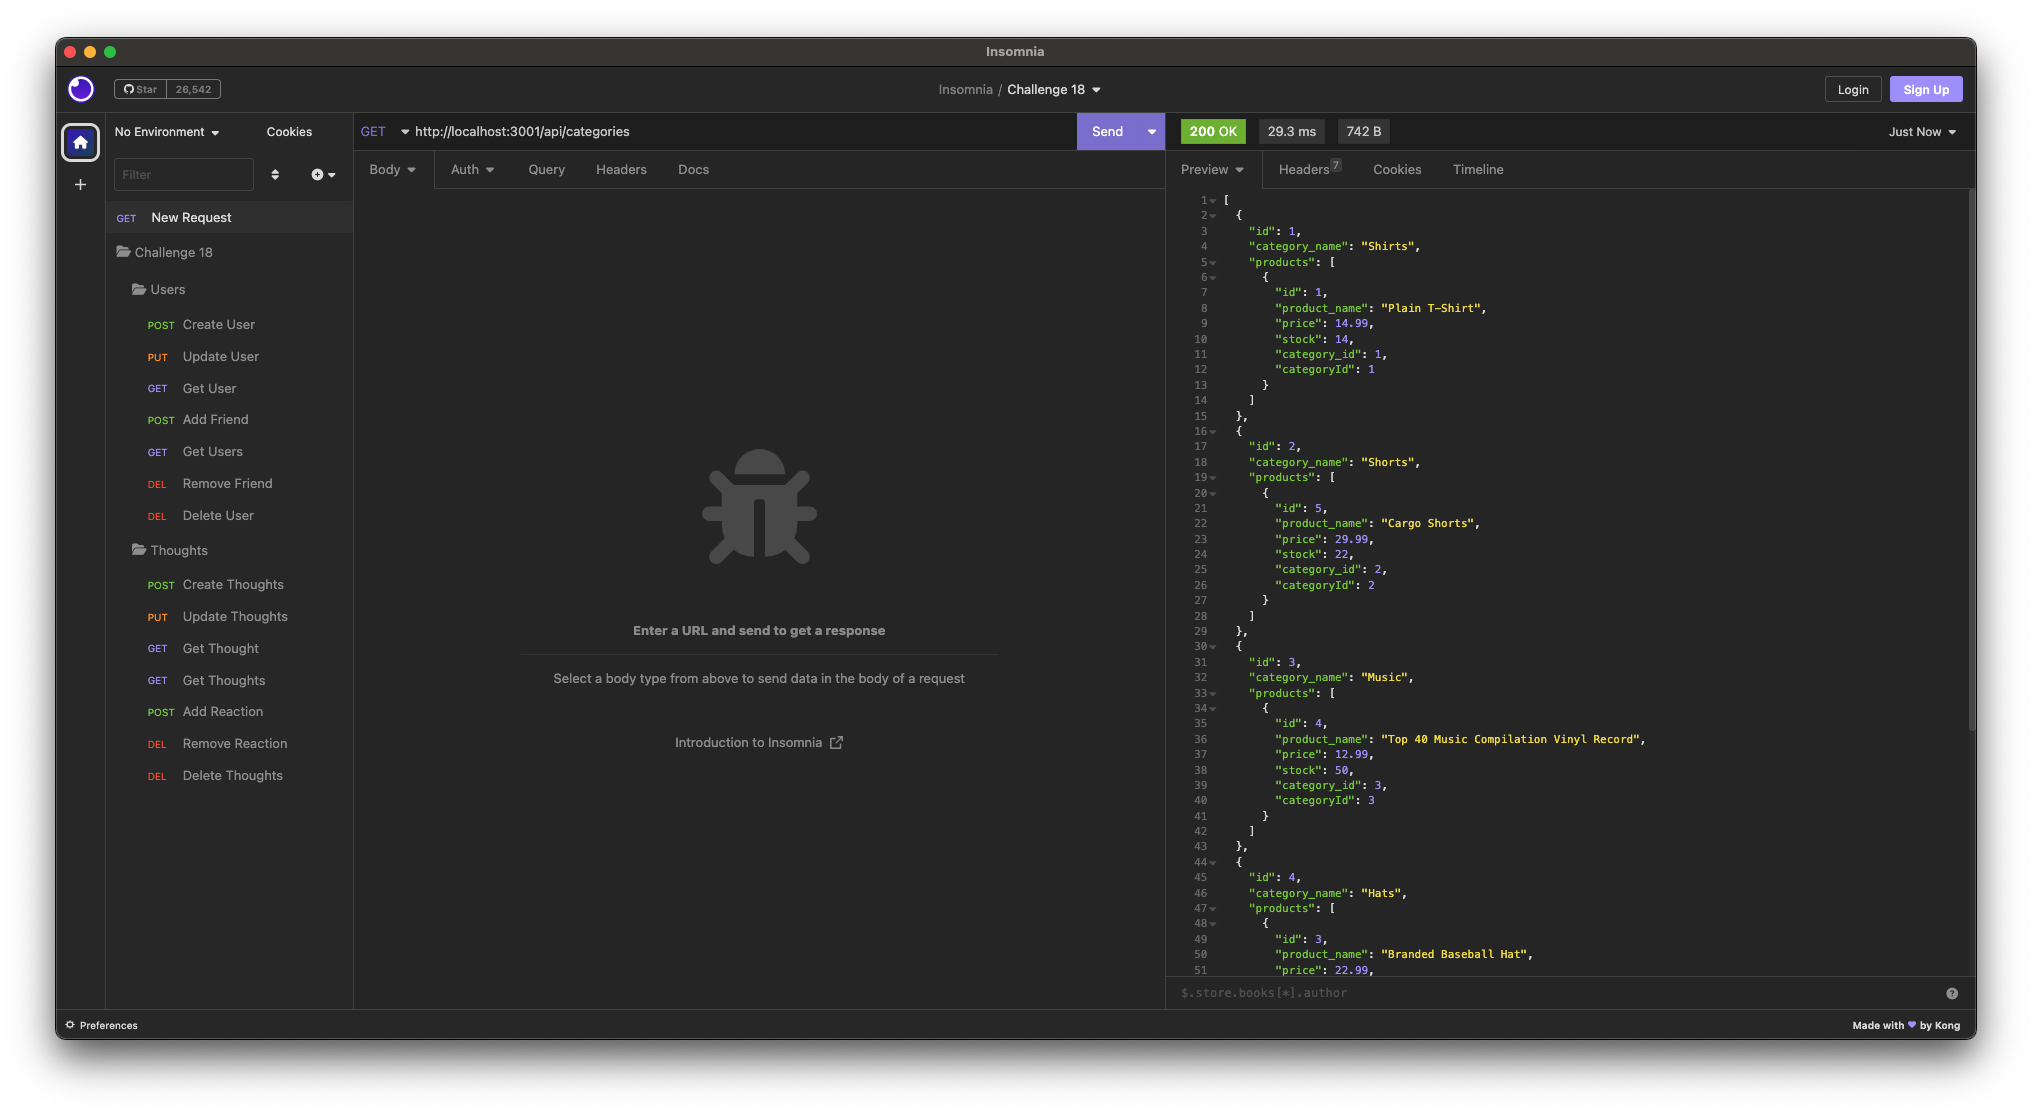 Insomnia
Star 26,542
Insomnia / Challenge 18
Login Sign Up
No Environment Cookies
Filter
GET New Request
Challenge 18
Users
POST Create User
PUT Update User
GET Get User
POST Add Friend
GET Get Users
DEL Remove Friend
DEL Delete User
Thoughts
POST Create Thoughts
PUT Update Thoughts
GET Get Thought
GET Get Thoughts
POST Add Reaction
DEL Remove Reaction
DEL Delete Thoughts
GET http://localhost:3001/api/categories Send
Body Auth Query Headers Docs
Enter a URL and send to get a response
Select a body type from above to send data in the body of a request
Introduction to Insomnia
200 OK 29.3 ms 742 B Just Now
Preview Headers 7 Cookies Timeline
1 [
2 {
3 "id": 1,
4 "category_name": "Shirts",
5 "products": [
6 {
7 "id": 1,
8 "product_name": "Plain T-Shirt",
9 "price": 14.99,
10 "stock": 14,
11 "category_id": 1,
12 "categoryId": 1
13 }
14 ]
15 },
16 {
17 "id": 2,
18 "category_name": "Shorts",
19 "products": [
20 {
21 "id": 5,
22 "product_name": "Cargo Shorts",
23 "price": 29.99,
24 "stock": 22,
25 "category_id": 2,
26 "categoryId": 2
27 }
28 ]
29 },
30 {
31 "id": 3,
32 "category_name": "Music",
33 "products": [
34 {
35 "id": 4,
36 "product_name": "Top 40 Music Compilation Vinyl Record",
37 "price": 12.99,
38 "stock": 50,
39 "category_id": 3,
40 "categoryId": 3
41 }
42 ]
43 },
44 {
45 "id": 4,
46 "category_name": "Hats",
47 "products": [
48 {
49 "id": 3,
50 "product_name": "Branded Baseball Hat",
51 "price": 22.99,
$.store.books[*].author
Preferences
Made with ♥ by Kong